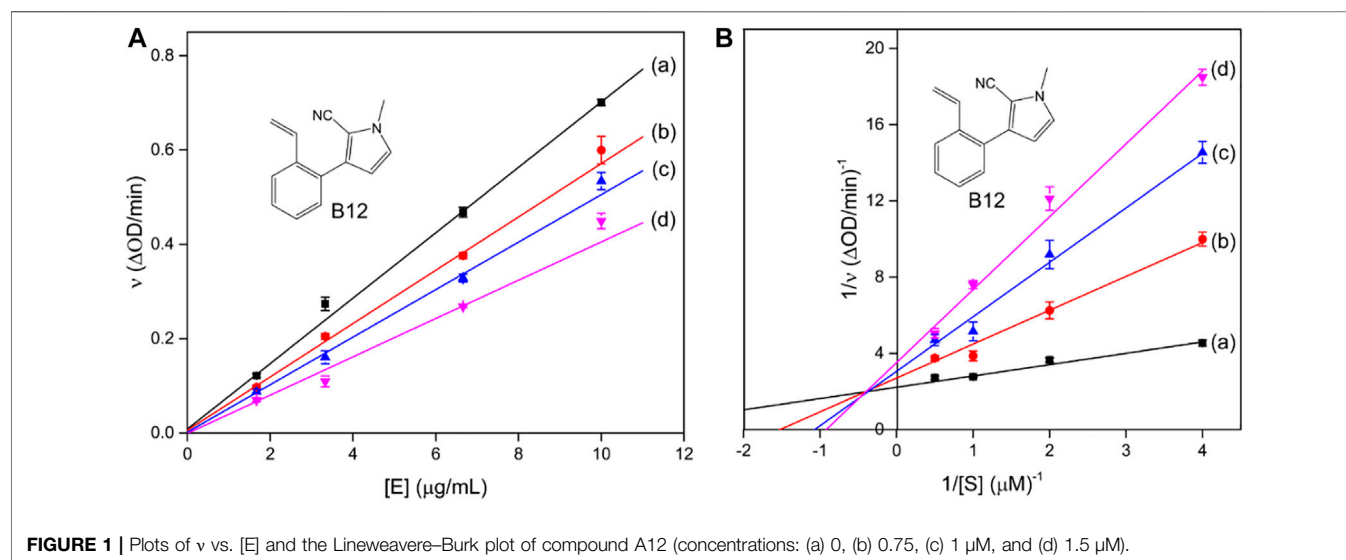 A
B
0.8
0.6
0.4
0.2
0.0
ν (ΔOD/min)
0 2 4 6 8 10 12
[E] (μg/mL)
NC
N
B12
(a)
(b)
(c)
(d)
20
16
12
8
4
0
1/ν (ΔOD/min)⁻¹
-2 -1 0 1 2 3 4
1/[S] (μM)⁻¹
NC
N
B12
(d)
(c)
(b)
(a)
FIGURE 1 | Plots of ν vs. [E] and the Lineweavere–Burk plot of compound A12 (concentrations: (a) 0, (b) 0.75, (c) 1 μM, and (d) 1.5 μM).